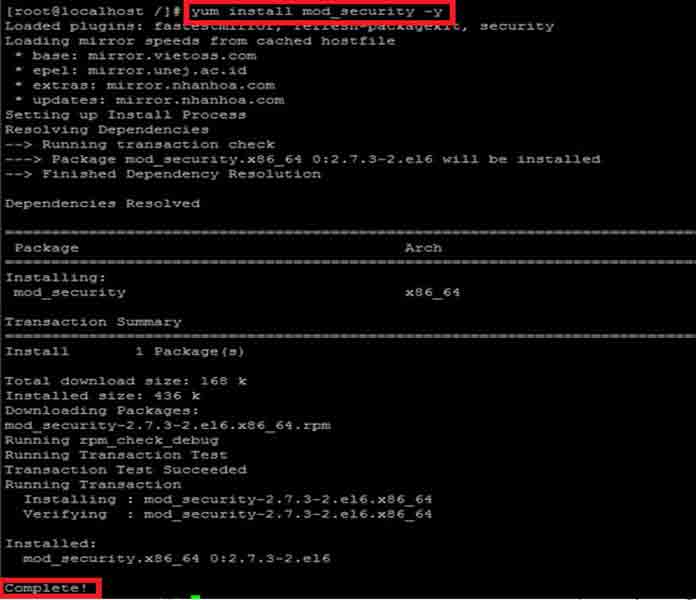 [root@localhost /]# yum install mod_security -y
Loaded plugins: fastestmirror, refresh-packagekit, security
Loading mirror speeds from cached hostfile
 * base: mirror.vietoss.com
 * epel: mirror.unej.ac.id
 * extras: mirror.nhanhoa.com
 * updates: mirror.nhanhoa.com
Setting up Install Process
Resolving Dependencies
--> Running transaction check
---> Package mod_security.x86_64 0:2.7.3-2.el6 will be installed
--> Finished Dependency Resolution

Dependencies Resolved

================================================================================
 Package                                Arch
================================================================================
Installing:
 mod_security                           x86_64

Transaction Summary
================================================================================
Install       1 Package(s)

Total download size: 168 k
Installed size: 436 k
Downloading Packages:
mod_security-2.7.3-2.el6.x86_64.rpm
Running rpm_check_debug
Running Transaction Test
Transaction Test Succeeded
Running Transaction
  Installing : mod_security-2.7.3-2.el6.x86_64
  Verifying  : mod_security-2.7.3-2.el6.x86_64

Installed:
  mod_security.x86_64 0:2.7.3-2.el6

Complete!